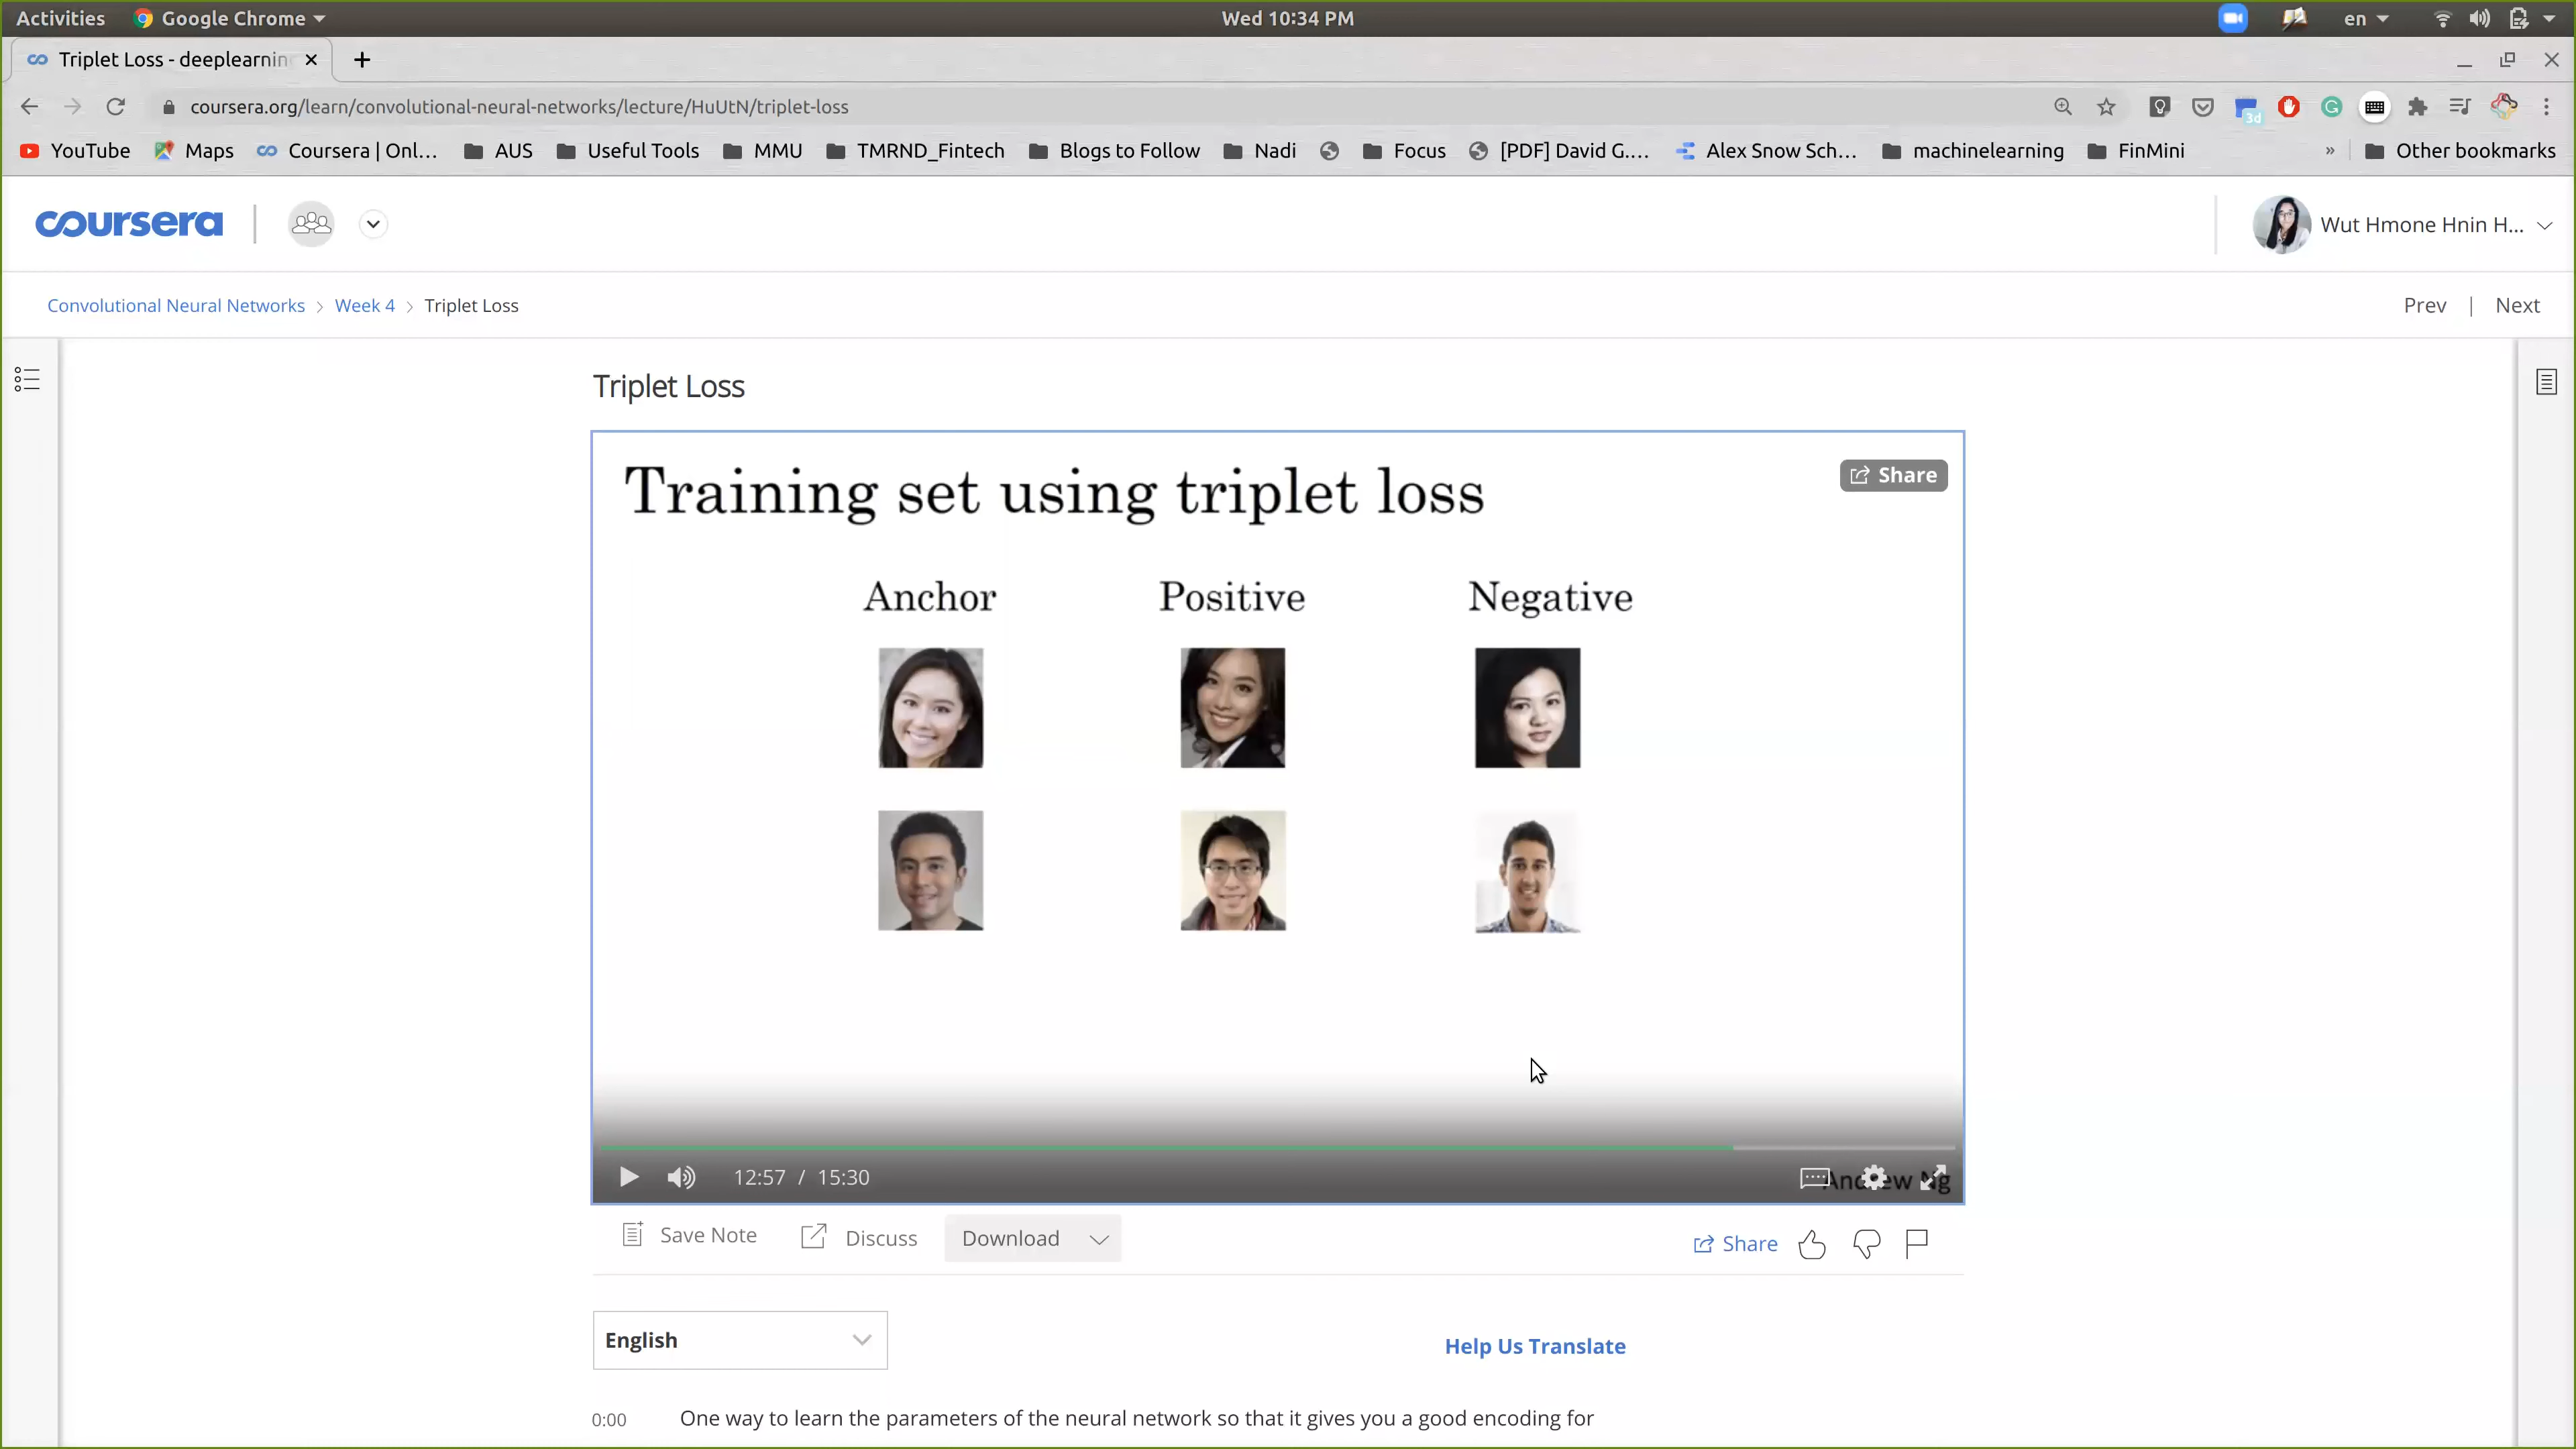 Activities Google Chrome Wed 10:34 PM en
Triplet Loss - deeplearnin
coursera.org/learn/convolutional-neural-networks/lecture/HuUtN/triplet-loss 3d
YouTube Maps Coursera | Onl... AUS Useful Tools MMU TMRND_Fintech Blogs to Follow Nadi Focus [PDF] David G.... Alex Snow Sch... machinelearning FinMini » Other bookmarks
coursera Wut Hmone Hnin H...
Convolutional Neural Networks > Week 4 > Triplet Loss Prev | Next
Triplet Loss
Training set using triplet loss Share
Anchor Positive Negative
12:57 / 15:30 Andrew Ng
Save Note Discuss Download Share
English Help Us Translate
0:00 One way to learn the parameters of the neural network so that it gives you a good encoding for